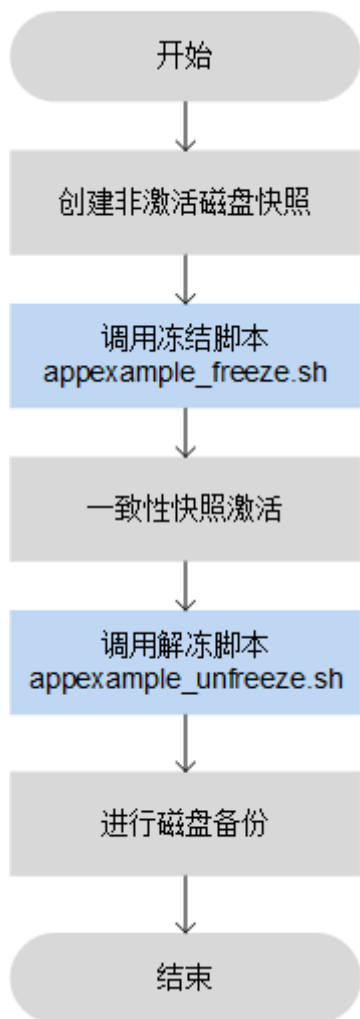 开始
创建非激活磁盘快照
调用冻结脚本
appexample_freeze.sh
一致性快照激活
调用解冻脚本
appexample_unfreeze.sh
进行磁盘备份
结束